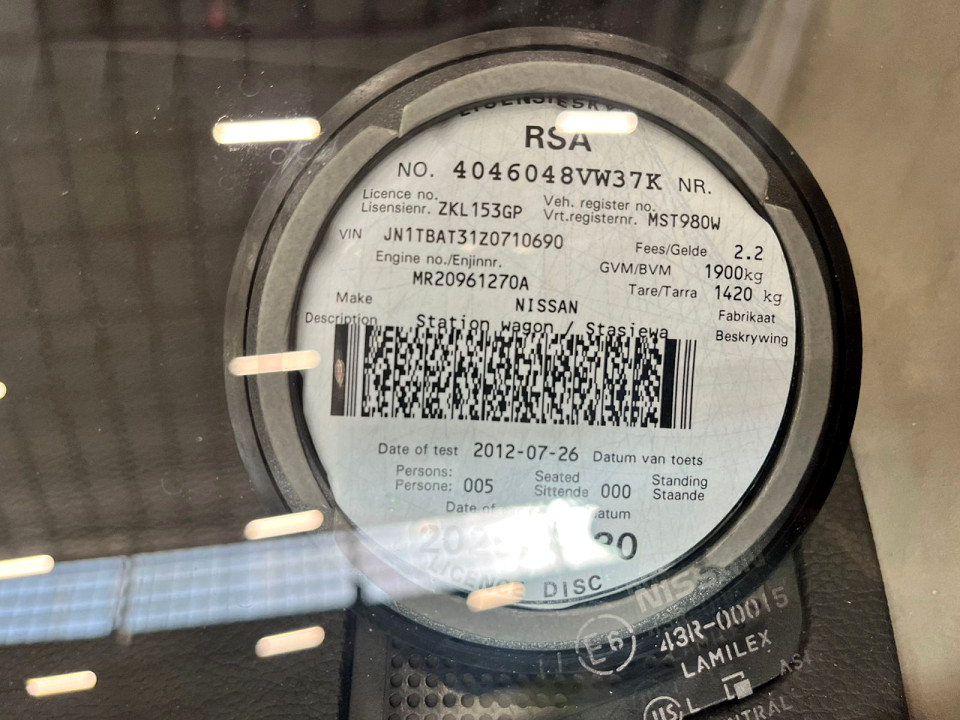 LISENSIESKY
RSA
NO. 4046048VW37K NR.
Licence no. Veh. register no.
Lisensienr. ZKL153GP Vrt.registernr. MST980W
VIN JN1TBAT31Z0710690 Fees/Gelde 2.2
Engine no./Enjinnr. GVM/BVM 1900kg
MR20961270A Tare/Tarra 1420 kg
Make NISSAN Fabrikaat
Description Station wagon / Stasiewa Beskrywing
Date of test 2012-07-26 Datum van toets
Persons: Seated Standing
Persone: 005 Sittende 000 Staande
Date of
LICENCE DISC
NISSAN
E6 43R-00015
LAMILEX